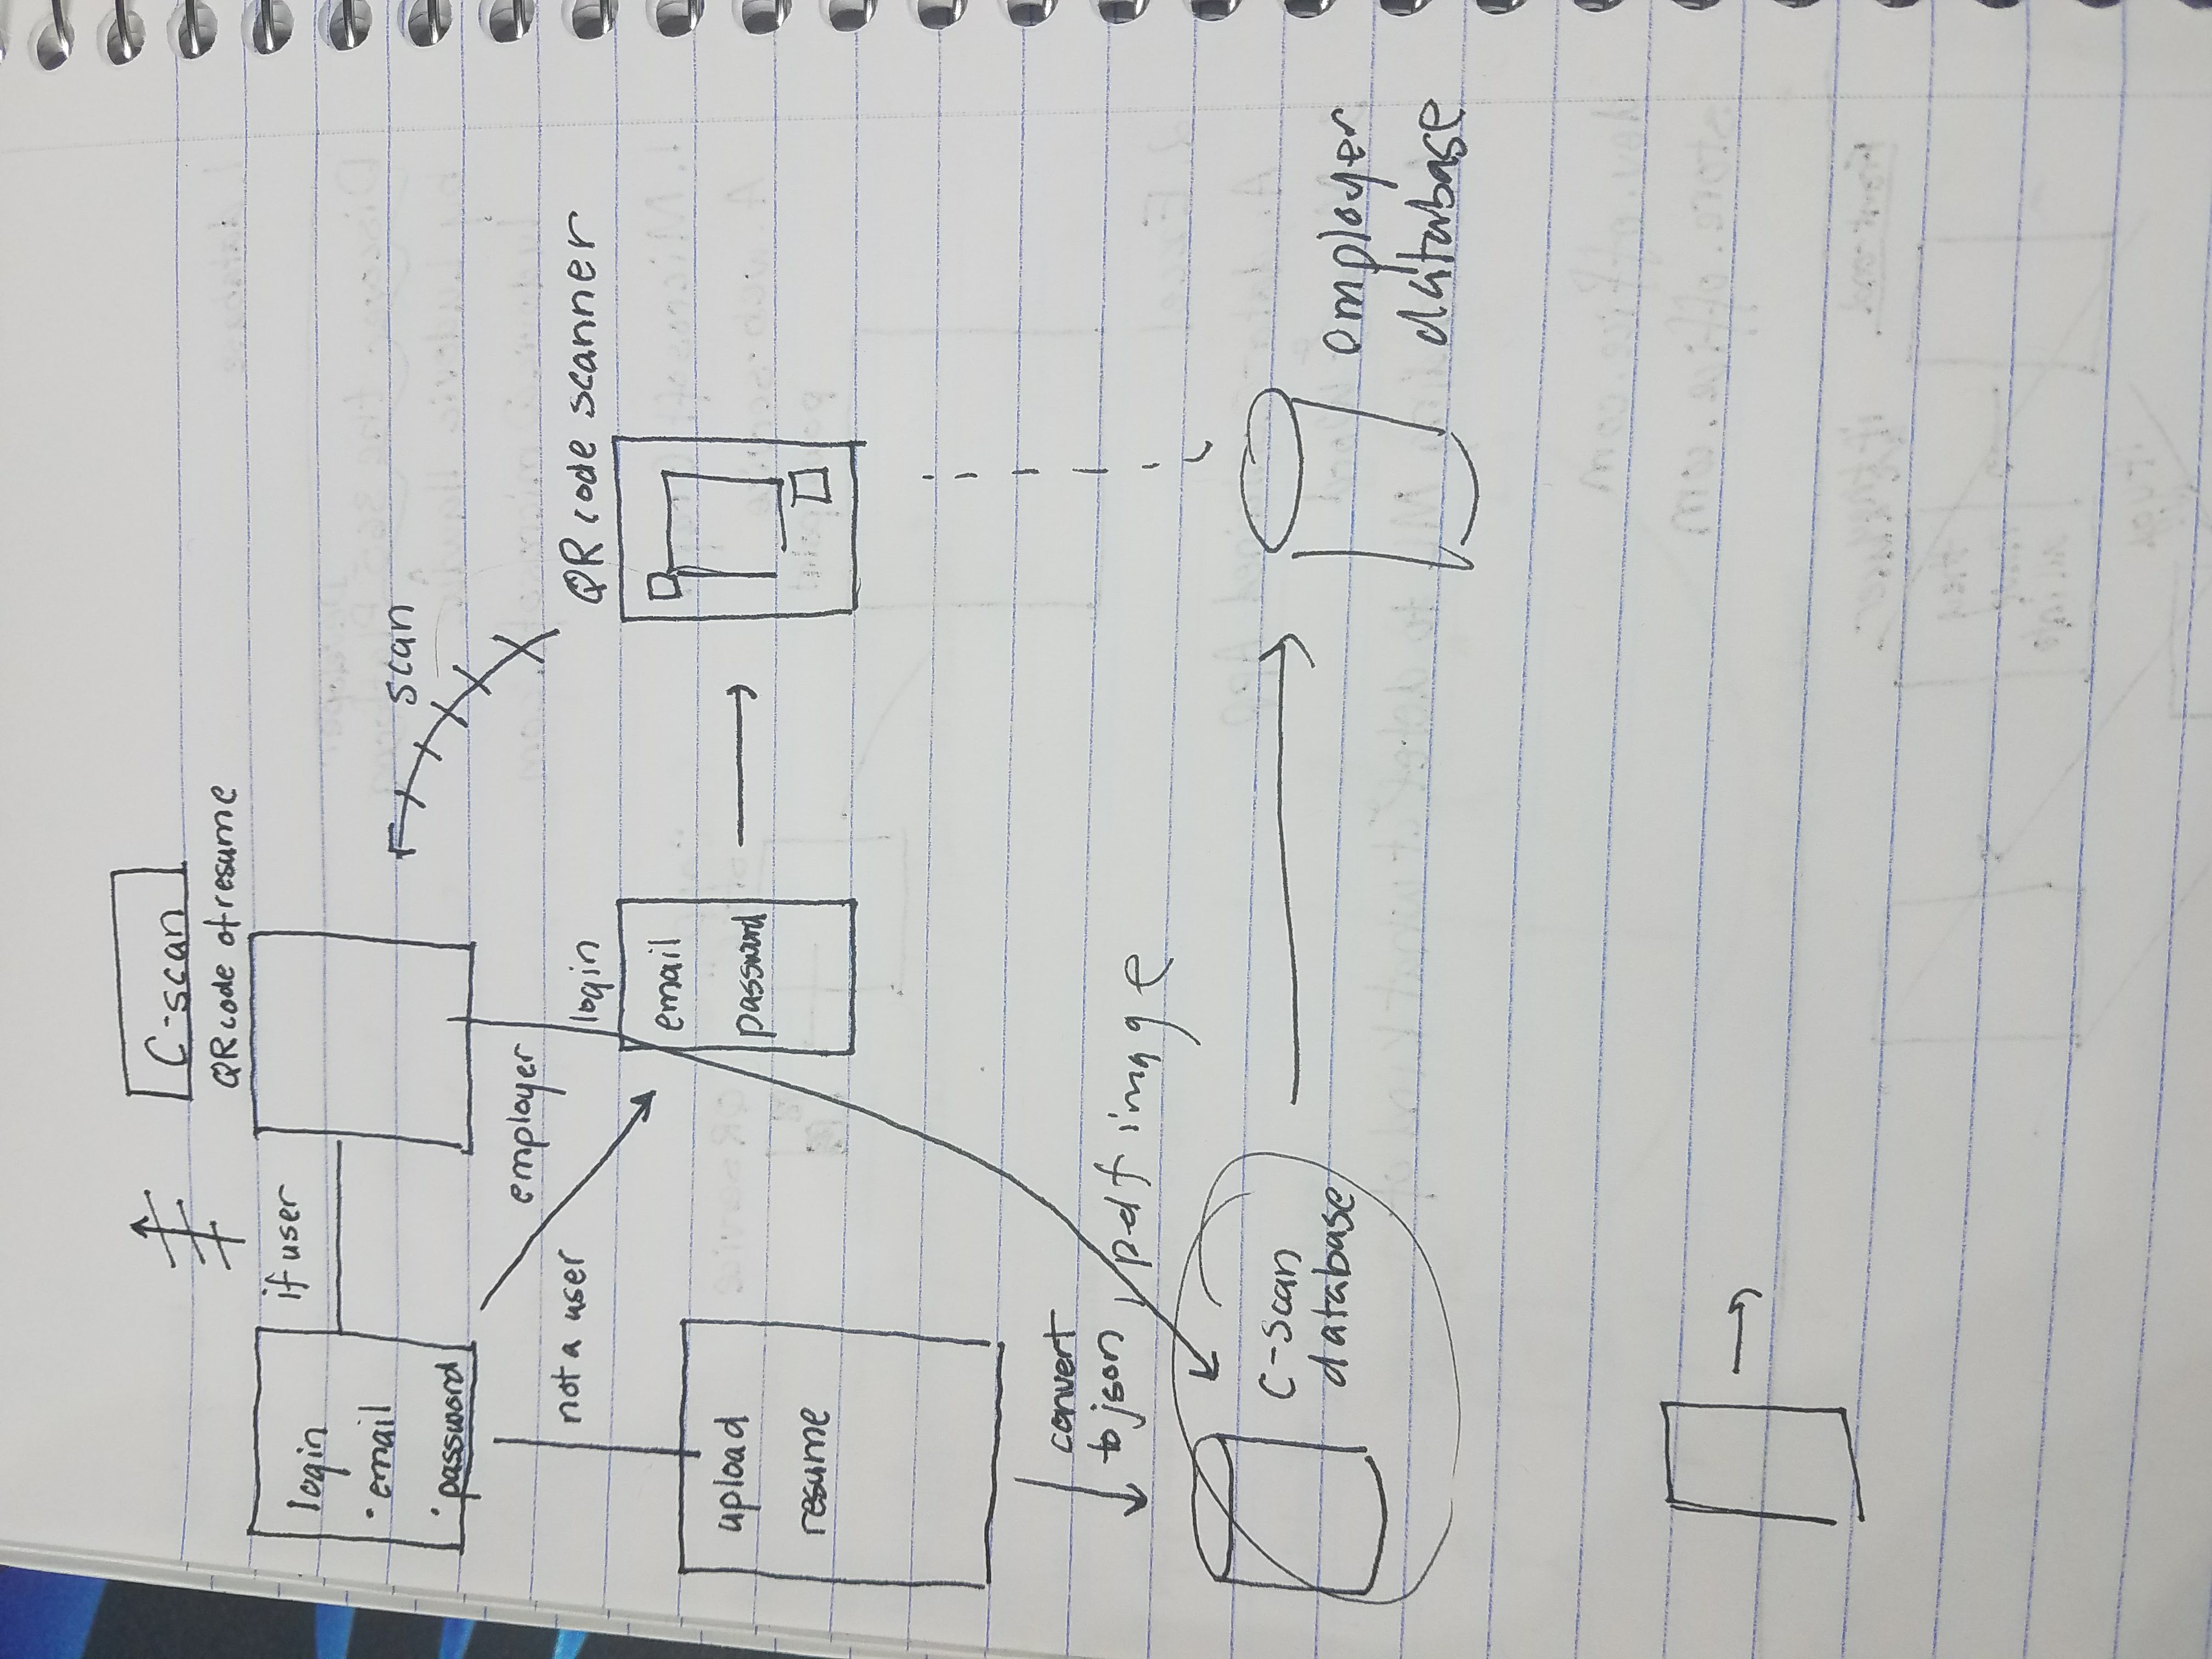 C-scan
QR code of resume
if user
login
• email
• password
scan
employer
not a user
login
QR code scanner
email
password
upload
resume
convert
to json, pdf image
C-scan
database
employer
database